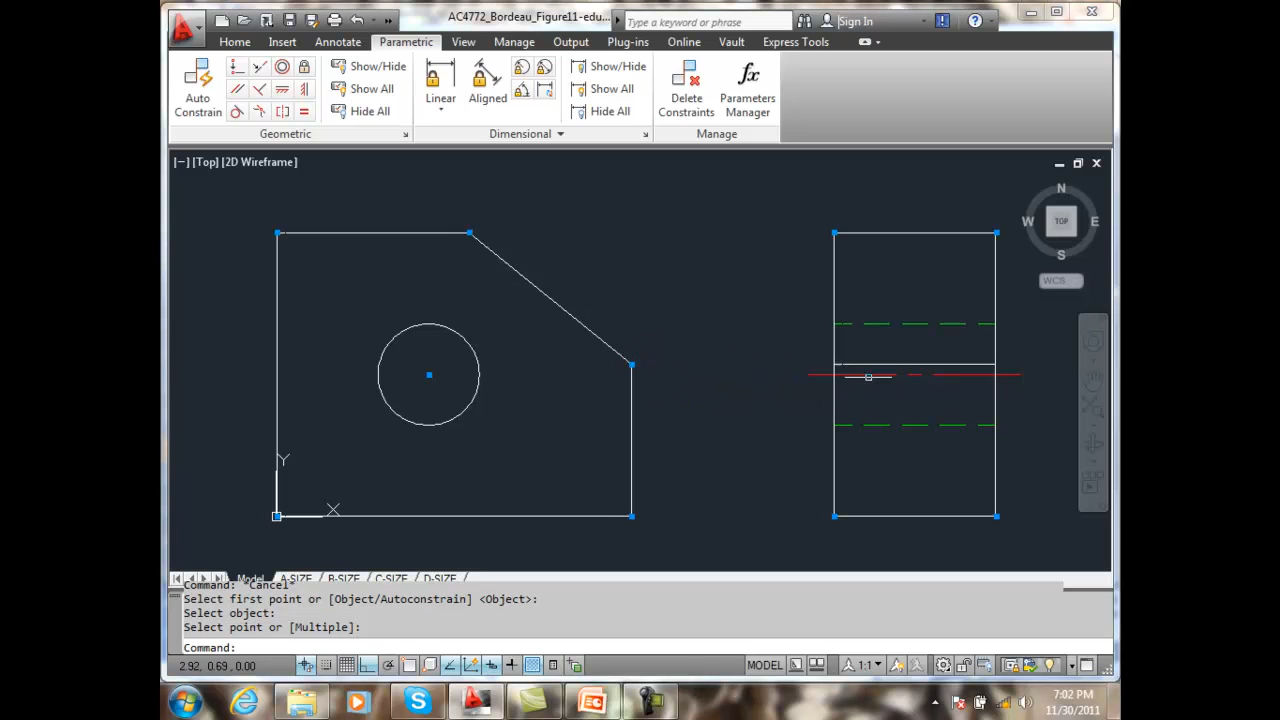 AC4772_Bordeau_Figure11-edu...
Type a keyword or phrase
Sign In
Home Insert Annotate Parametric View Manage Output Plug-ins Online Vault Express Tools
Auto Constrain
Show/Hide
Show All
Hide All
Geometric
Linear
Aligned
Show/Hide
Show All
Hide All
Dimensional
Delete Constraints
Parameters Manager
Manage
[−][Top][2D Wireframe]
N
W TOP E
S
WCS
Y
X
Model A-SIZE B-SIZE C-SIZE D-SIZE
Command: *Cancel*
Select first point or [Object/Autoconstrain] <Object>:
Select object:
Select point or [Multiple]:
Command:
2.92, 0.69, 0.00
MODEL
1:1
7:02 PM
11/30/2011